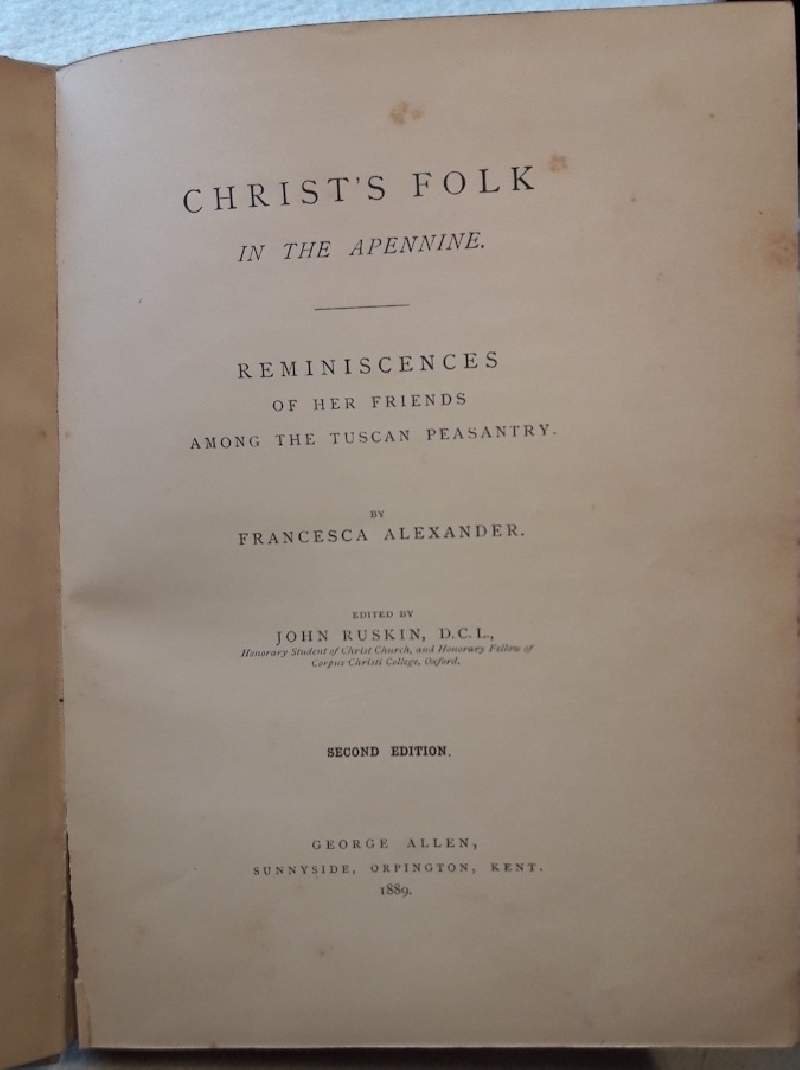 CHRIST'S FOLK
IN THE APENNINE.
REMINISCENCES
OF HER FRIENDS
AMONG THE TUSCAN PEASANTRY.
BY
FRANCESCA ALEXANDER.
EDITED BY
JOHN RUSKIN, D.C.L.,
Honorary Student of Christ Church, and Honorary Fellow of
Corpus Christi College, Oxford.
SECOND EDITION.
GEORGE ALLEN,
SUNNYSIDE, ORPINGTON, KENT.
1889.